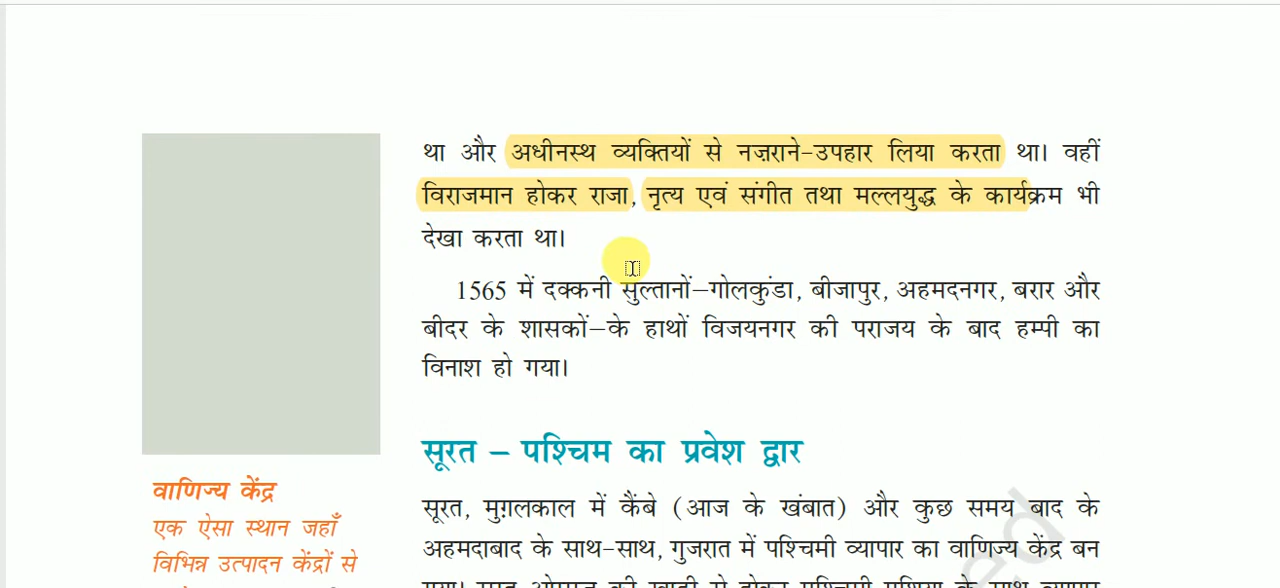 था और अधीनस्थ व्यक्तियों से नज़राने-उपहार लिया करता था। वहीं
विराजमान होकर राजा, नृत्य एवं संगीत तथा मल्लयुद्ध के कार्यक्रम भी
देखा करता था।
1565 में दक्कनी सुल्तानों–गोलकुंडा, बीजापुर, अहमदनगर, बरार और
बीदर के शासकों–के हाथों विजयनगर की पराजय के बाद हम्पी का
विनाश हो गया।
सूरत – पश्चिम का प्रवेश द्वार
सूरत, मुग़लकाल में कैंबे (आज के खंबात) और कुछ समय बाद के
अहमदाबाद के साथ-साथ, गुजरात में पश्चिमी व्यापार का वाणिज्य केंद्र बन
वाणिज्य केंद्र
एक ऐसा स्थान जहाँ
विभिन्न उत्पादन केंद्रों से